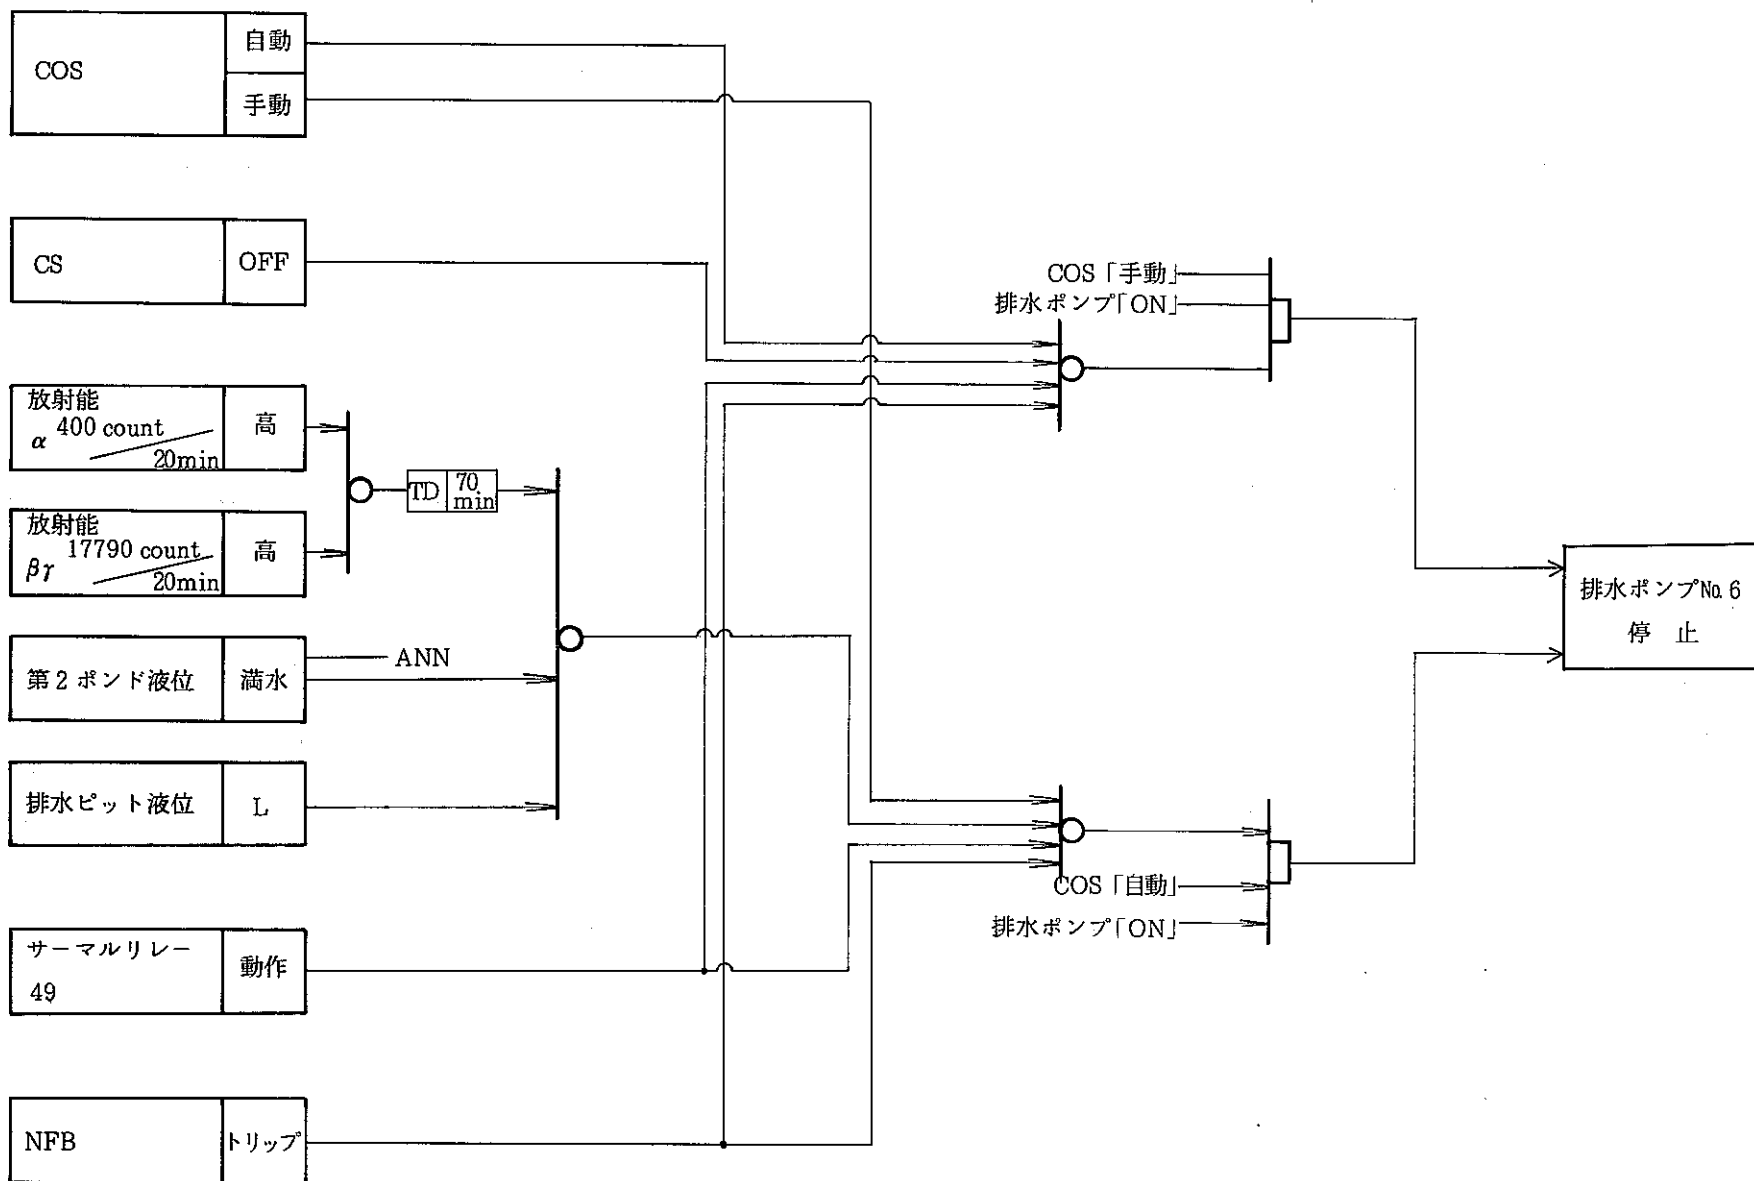 COS
自動
手動
CS
OFF
放射能
α 400 count
20min
高
放射能
βγ 17790 count
20min
高
TD 70
min
第2ポンド液位
満水
ANN
排水ピット液位
L
サーマルリレー
49
動作
NFB
トリップ
COS「手動」
排水ポンプ「ON」
COS「自動」
排水ポンプ「ON」
排水ポンプ№6
停 止